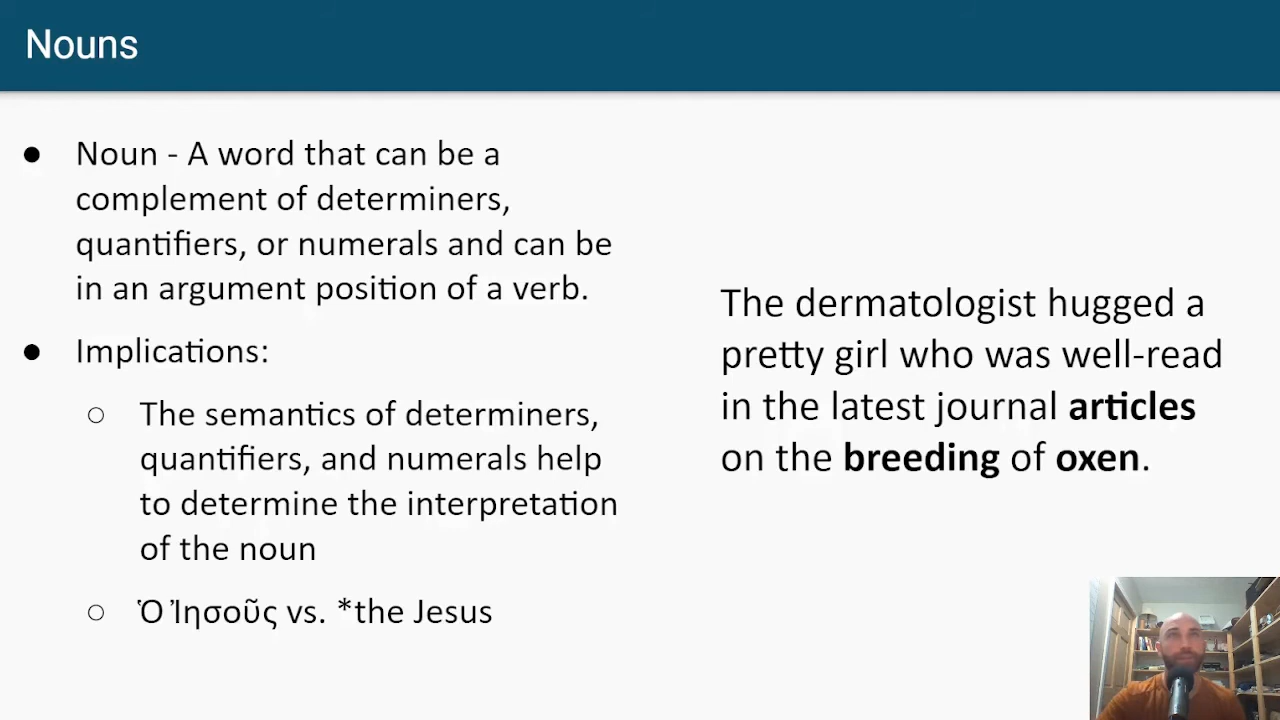 Nouns
● Noun - A word that can be a
complement of determiners,
quantifiers, or numerals and can be
in an argument position of a verb.
● Implications:
○ The semantics of determiners,
quantifiers, and numerals help
to determine the interpretation
of the noun
○ Ὁ Ἰησοῦς vs. *the Jesus
The dermatologist hugged a
pretty girl who was well-read
in the latest journal articles
on the breeding of oxen.